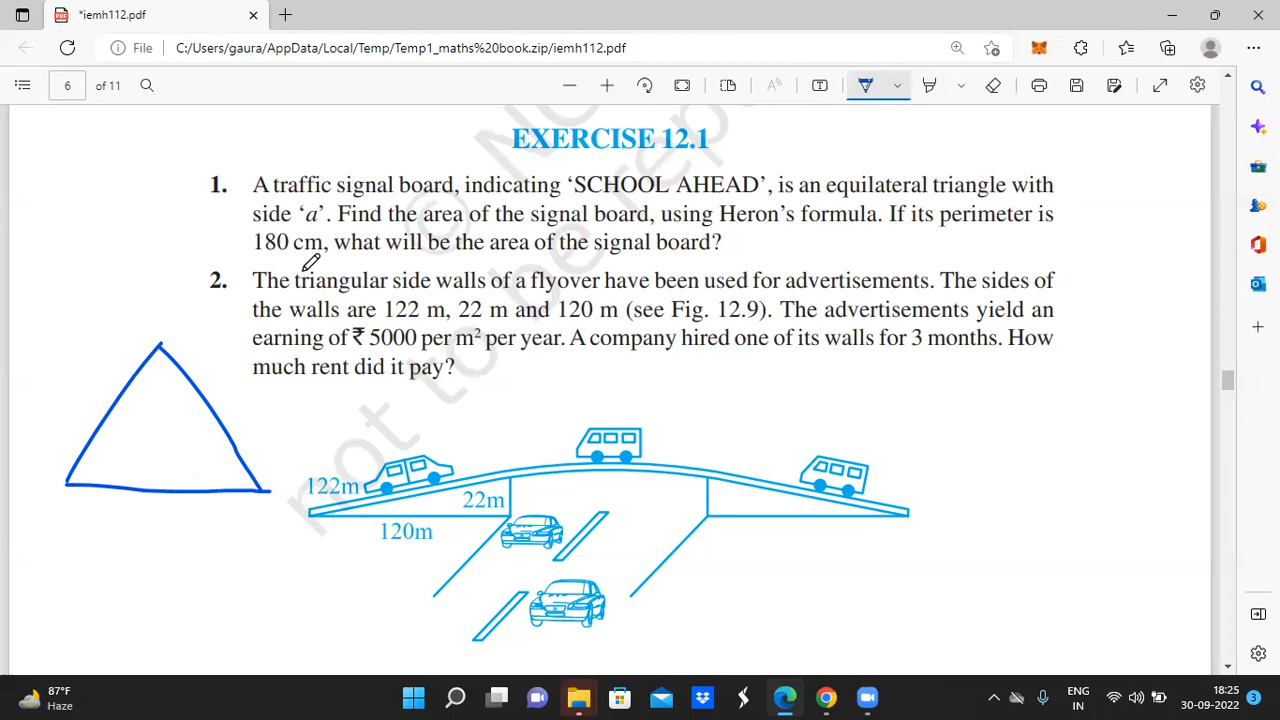 *iemh112.pdf
File C:/Users/gaura/AppData/Local/Temp/Temp1_maths%20book.zip/iemh112.pdf
6 of 11
EXERCISE 12.1
1. A traffic signal board, indicating ‘SCHOOL AHEAD’, is an equilateral triangle with
side ‘a’. Find the area of the signal board, using Heron’s formula. If its perimeter is
180 cm, what will be the area of the signal board?
2. The triangular side walls of a flyover have been used for advertisements. The sides of
the walls are 122 m, 22 m and 120 m (see Fig. 12.9). The advertisements yield an
earning of ₹ 5000 per m² per year. A company hired one of its walls for 3 months. How
much rent did it pay?
122m
22m
120m
not to be rep
© NC
87°F
Haze
ENG
IN
18:25
30-09-2022
3